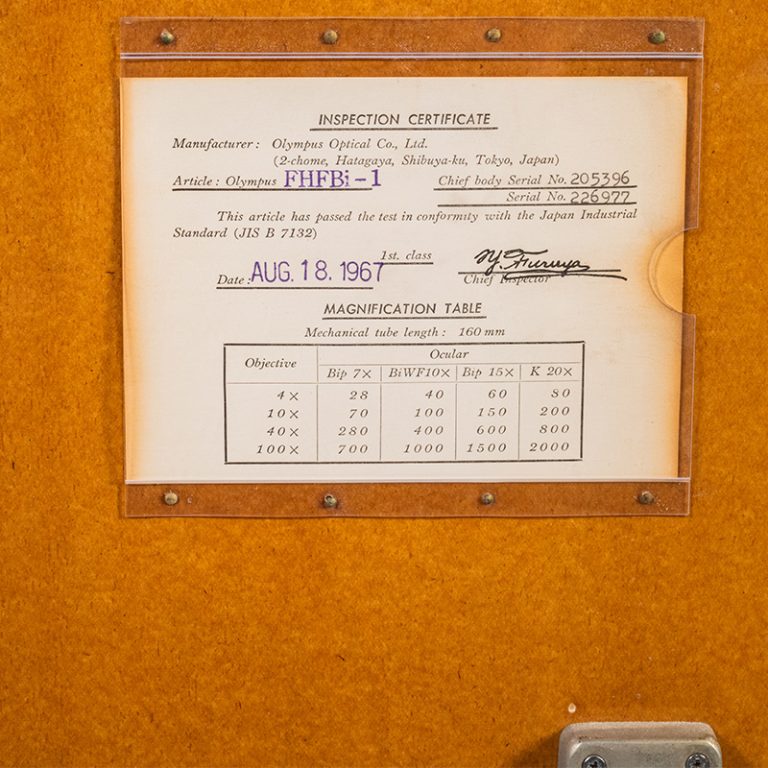 INSPECTION CERTIFICATE
Manufacturer : Olympus Optical Co., Ltd.
(2-chome, Hatagaya, Shibuya-ku, Tokyo, Japan)
Article : Olympus FHFBi-1 Chief body Serial No. 205396
Serial No. 226977
This article has passed the test in conformity with the Japan Industrial
Standard (JIS B 7132)
1st. class
Date : AUG. 18. 1967 Y. Furuya
Chief Inspector
MAGNIFICATION TABLE
Mechanical tube length : 160 mm
Objective Ocular
Bip 7× BiWF10× Bip 15× K 20×
4× 28 40 60 80
10× 70 100 150 200
40× 280 400 600 800
100× 700 1000 1500 2000